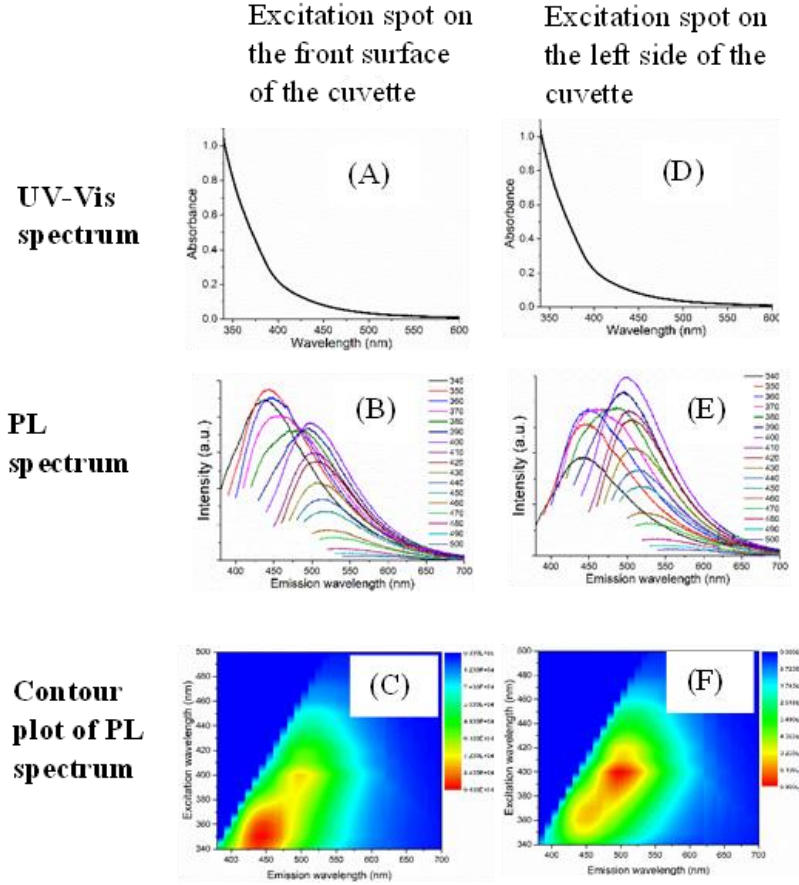 Excitation spot on
the front surface
of the cuvette
Excitation spot on
the left side of the
cuvette
UV-Vis
spectrum
(A)
Absorbance
1.0
0.8
0.6
0.4
0.2
0.0
350 400 450 500 550 600
Wavelength (nm)
(D)
Absorbance
1.0
0.8
0.6
0.4
0.2
0.0
350 400 450 500 550 600
Wavelength (nm)
PL
spectrum
(B)
Intensity (a.u.)
340
350
360
370
380
390
400
410
420
430
440
450
460
470
480
490
500
400 450 500 550 600 650 700
Emission wavelength (nm)
(E)
Intensity (a.u.)
340
350
360
370
380
390
400
410
420
430
440
450
460
470
480
490
500
400 450 500 550 600 650 700
Emission wavelength (nm)
Contour
plot of PL
spectrum
(C)
Excitation wavelength (nm)
500
480
460
440
420
400
380
360
340
400 450 500 550 600 650 700
Emission wavelength (nm)
(F)
Excitation wavelength (nm)
500
480
460
440
420
400
380
360
340
400 450 500 550 600 650 700
Emission wavelength (nm)